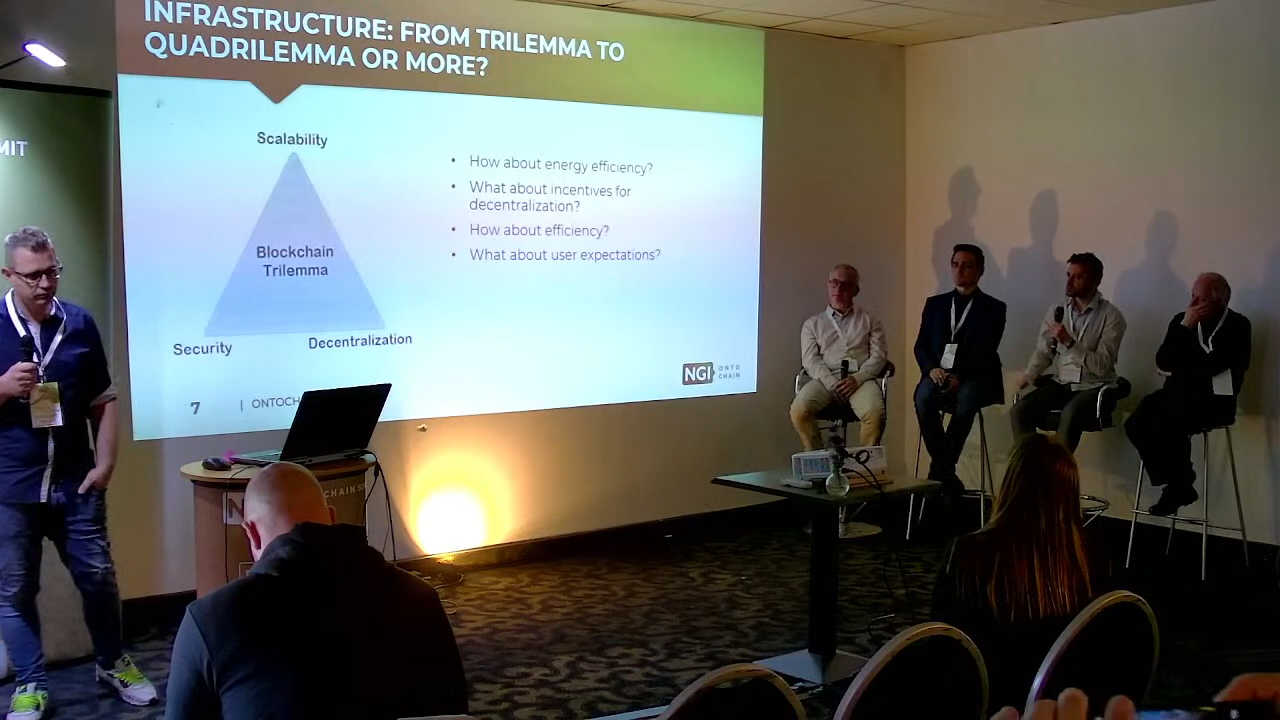 INFRASTRUCTURE: FROM TRILEMMA TO
QUADRILEMMA OR MORE?
MIT
Scalability
• How about energy efficiency?
• What about incentives for
decentralization?
• How about efficiency?
• What about user expectations?
Blockchain
Trilemma
Security
Decentralization
NGI ONTO
CHAIN
7 | ONTOCH
CHAIN